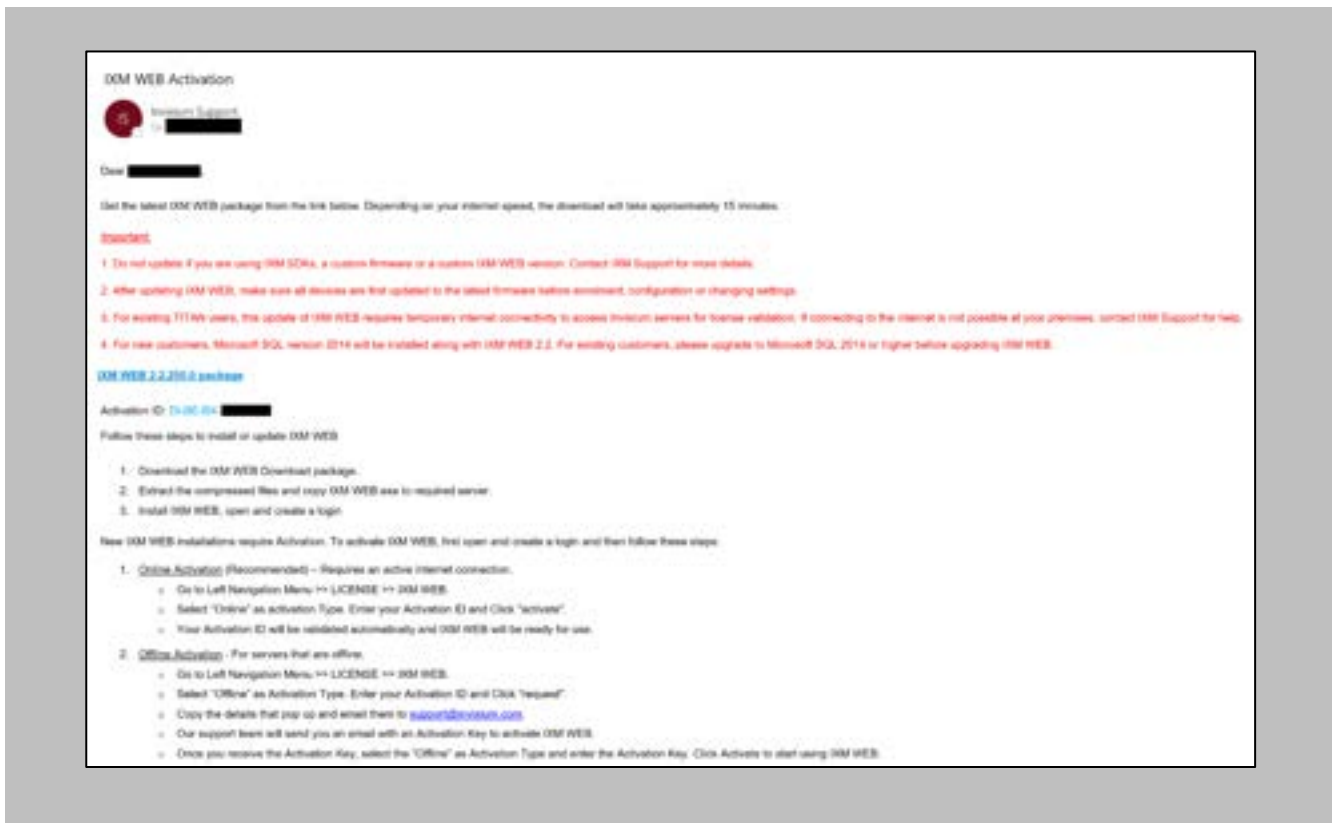 IXM WEB Activation
IS
Invixium Support
To
Dear
Get the latest IXM WEB package from the link below. Depending on your internet speed, the download will take approximately 15 minutes.
Important:
1. Do not update if you are using IXM SDKs, a custom firmware or a custom IXM WEB version. Contact IXM Support for more details.
2. After updating IXM WEB, make sure all devices are first updated to the latest firmware before enrolment, configuration or changing settings.
3. For existing TITAN users, this update of IXM WEB requires temporary internet connectivity to access Invixium servers for license validation. If connecting to the internet is not possible at your premises, contact IXM Support for help.
4. For new customers, Microsoft SQL version 2014 will be installed along with IXM WEB 2.2. For existing customers, please upgrade to Microsoft SQL 2014 or higher before upgrading IXM WEB.
IXM WEB package
Activation ID:
Follow these steps to install or update IXM WEB
1. Download the IXM WEB Download package.
2. Extract the compressed files and copy IXM WEB exe to required server.
3. Install IXM WEB, open and create a login
New IXM WEB installations require Activation. To activate IXM WEB, first open and create a login and then follow these steps:
1. Online Activation (Recommended) – Requires an active internet connection.
○ Go to Left Navigation Menu >> LICENSE >> IXM WEB.
○ Select "Online" as activation Type. Enter your Activation ID and Click "activate".
○ Your Activation ID will be validated automatically and IXM WEB will be ready for use.
2. Offline Activation - For servers that are offline.
○ Go to Left Navigation Menu >> LICENSE >> IXM WEB.
○ Select "Offline" as Activation Type. Enter your Activation ID and Click "request".
○ Copy the details that pop up and email them to support@invixium.com.
○ Our support team will send you an email with an Activation Key to activate IXM WEB.
○ Once you receive the Activation Key, select the "Offline" as Activation Type and enter the Activation Key. Click Activate to start using IXM WEB.